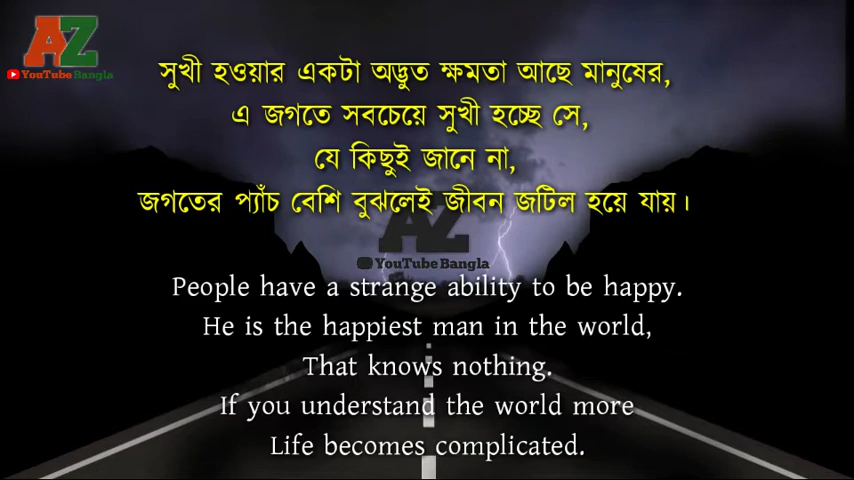 AZ
YouTube Bangla
সুখী হওয়ার একটা অদ্ভুত ক্ষমতা আছে মানুষের,
এ জগতে সবচেয়ে সুখী হচ্ছে সে,
যে কিছুই জানে না,
জগতের প্যাঁচ বেশি বুঝলেই জীবন জটিল হয়ে যায়।
AZ
YouTube Bangla
People have a strange ability to be happy.
He is the happiest man in the world,
That knows nothing.
If you understand the world more
Life becomes complicated.